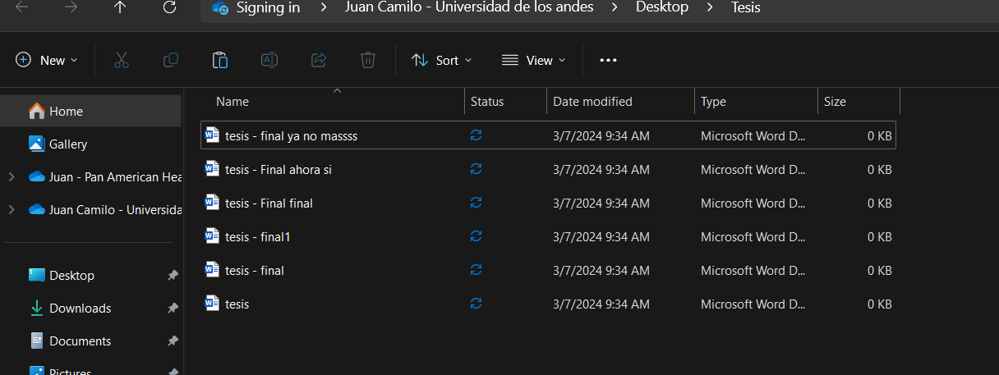 Signing in > Juan Camilo - Universidad de los andes > Desktop > Tesis
New Sort View
Name Status Date modified Type Size
Home
Gallery
Juan - Pan American Hea
Juan Camilo - Universida
Desktop
Downloads
Documents
Pictures
tesis - final ya no massss 3/7/2024 9:34 AM Microsoft Word D... 0 KB
tesis - Final ahora si 3/7/2024 9:34 AM Microsoft Word D... 0 KB
tesis - Final final 3/7/2024 9:34 AM Microsoft Word D... 0 KB
tesis - final1 3/7/2024 9:34 AM Microsoft Word D... 0 KB
tesis - final 3/7/2024 9:34 AM Microsoft Word D... 0 KB
tesis 3/7/2024 9:34 AM Microsoft Word D... 0 KB